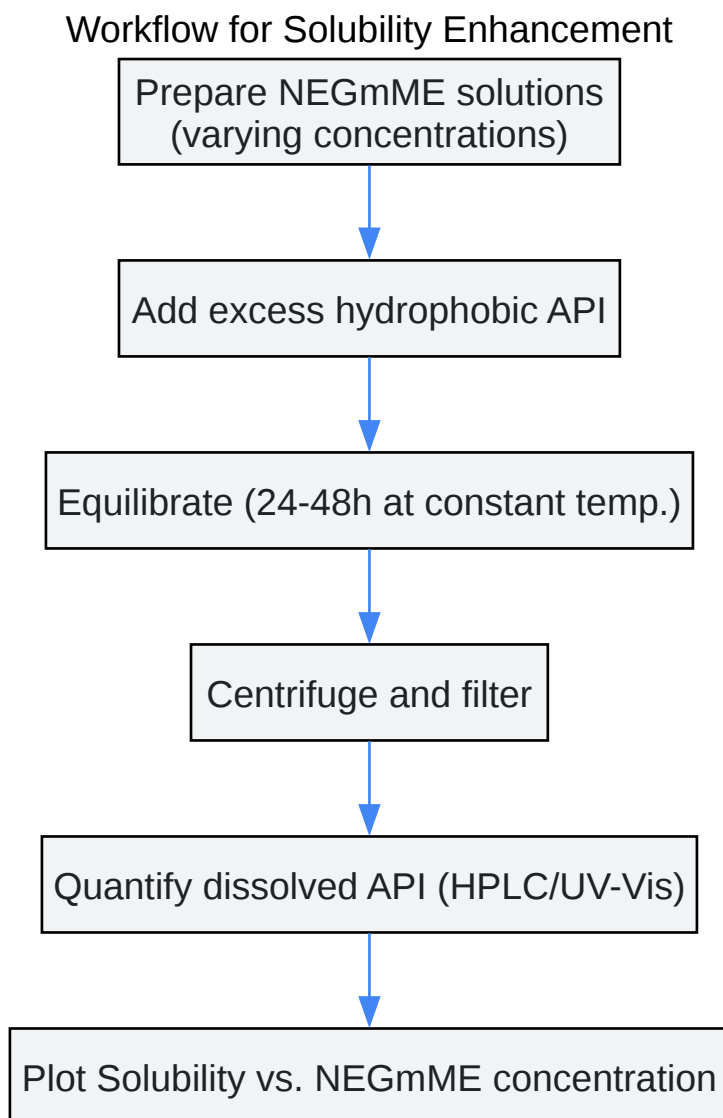 Workflow for Solubility Enhancement
Prepare NEGmME solutions
(varying concentrations)
Add excess hydrophobic API
Equilibrate (24-48h at constant temp.)
Centrifuge and filter
Quantify dissolved API (HPLC/UV-Vis)
Plot Solubility vs. NEGmME concentration